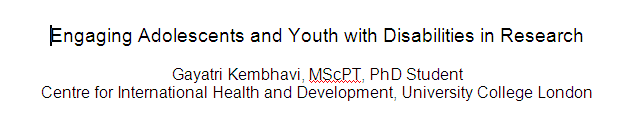 Engaging Adolescents and Youth with Disabilities in Research
Gayatri Kembhavi, MScPT, PhD Student
Centre for International Health and Development, University College London